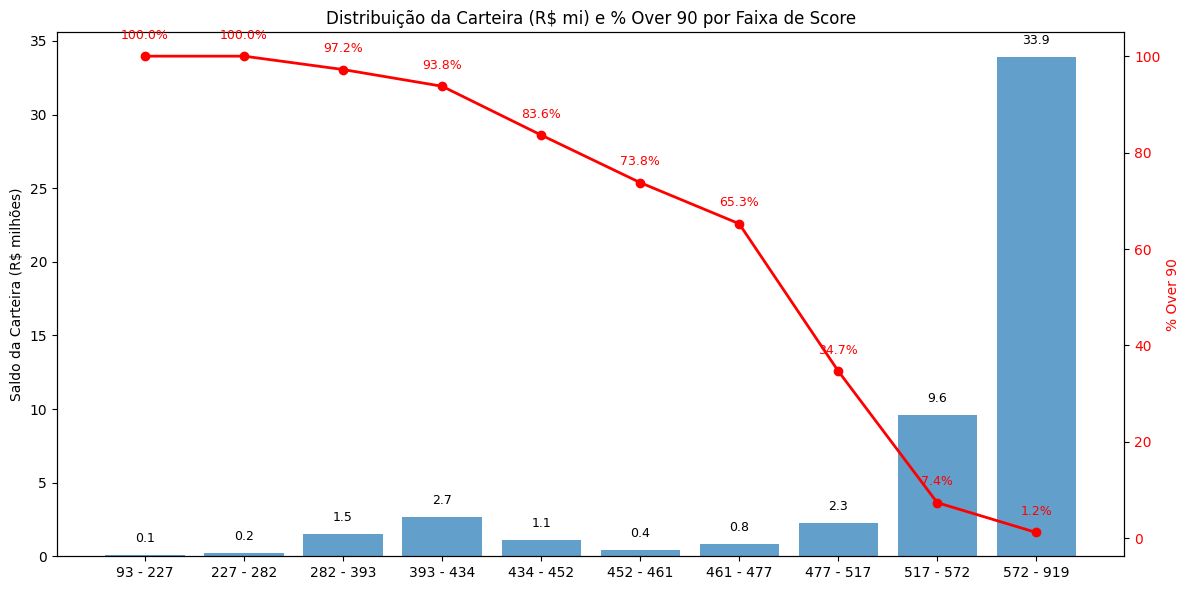 Distribuição da Carteira (R$ mi) e % Over 90 por Faixa de Score
Saldo da Carteira (R$ milhões)
35
30
25
20
15
10
5
0
100.0%
100.0%
97.2%
93.8%
83.6%
73.8%
65.3%
34.7%
7.4%
1.2%
0.1
0.2
1.5
2.7
1.1
0.4
0.8
2.3
9.6
33.9
93 - 227
227 - 282
282 - 393
393 - 434
434 - 452
452 - 461
461 - 477
477 - 517
517 - 572
572 - 919
100
80
60
40
20
0
% Over 90